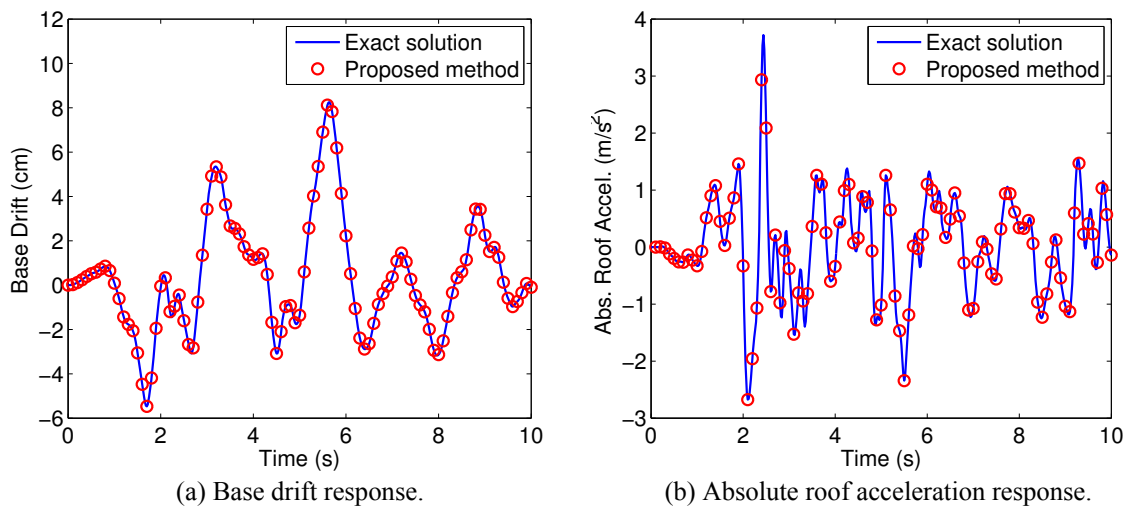 12
10
8
6
4
2
0
−2
−4
−6
0 2 4 6 8 10
Base Drift (cm)
Time (s)
Exact solution
Proposed method
(a) Base drift response.
4
3
2
1
0
−1
−2
−3
0 2 4 6 8 10
Abs. Roof Accel. (m/s²)
Time (s)
Exact solution
Proposed method
(b) Absolute roof acceleration response.